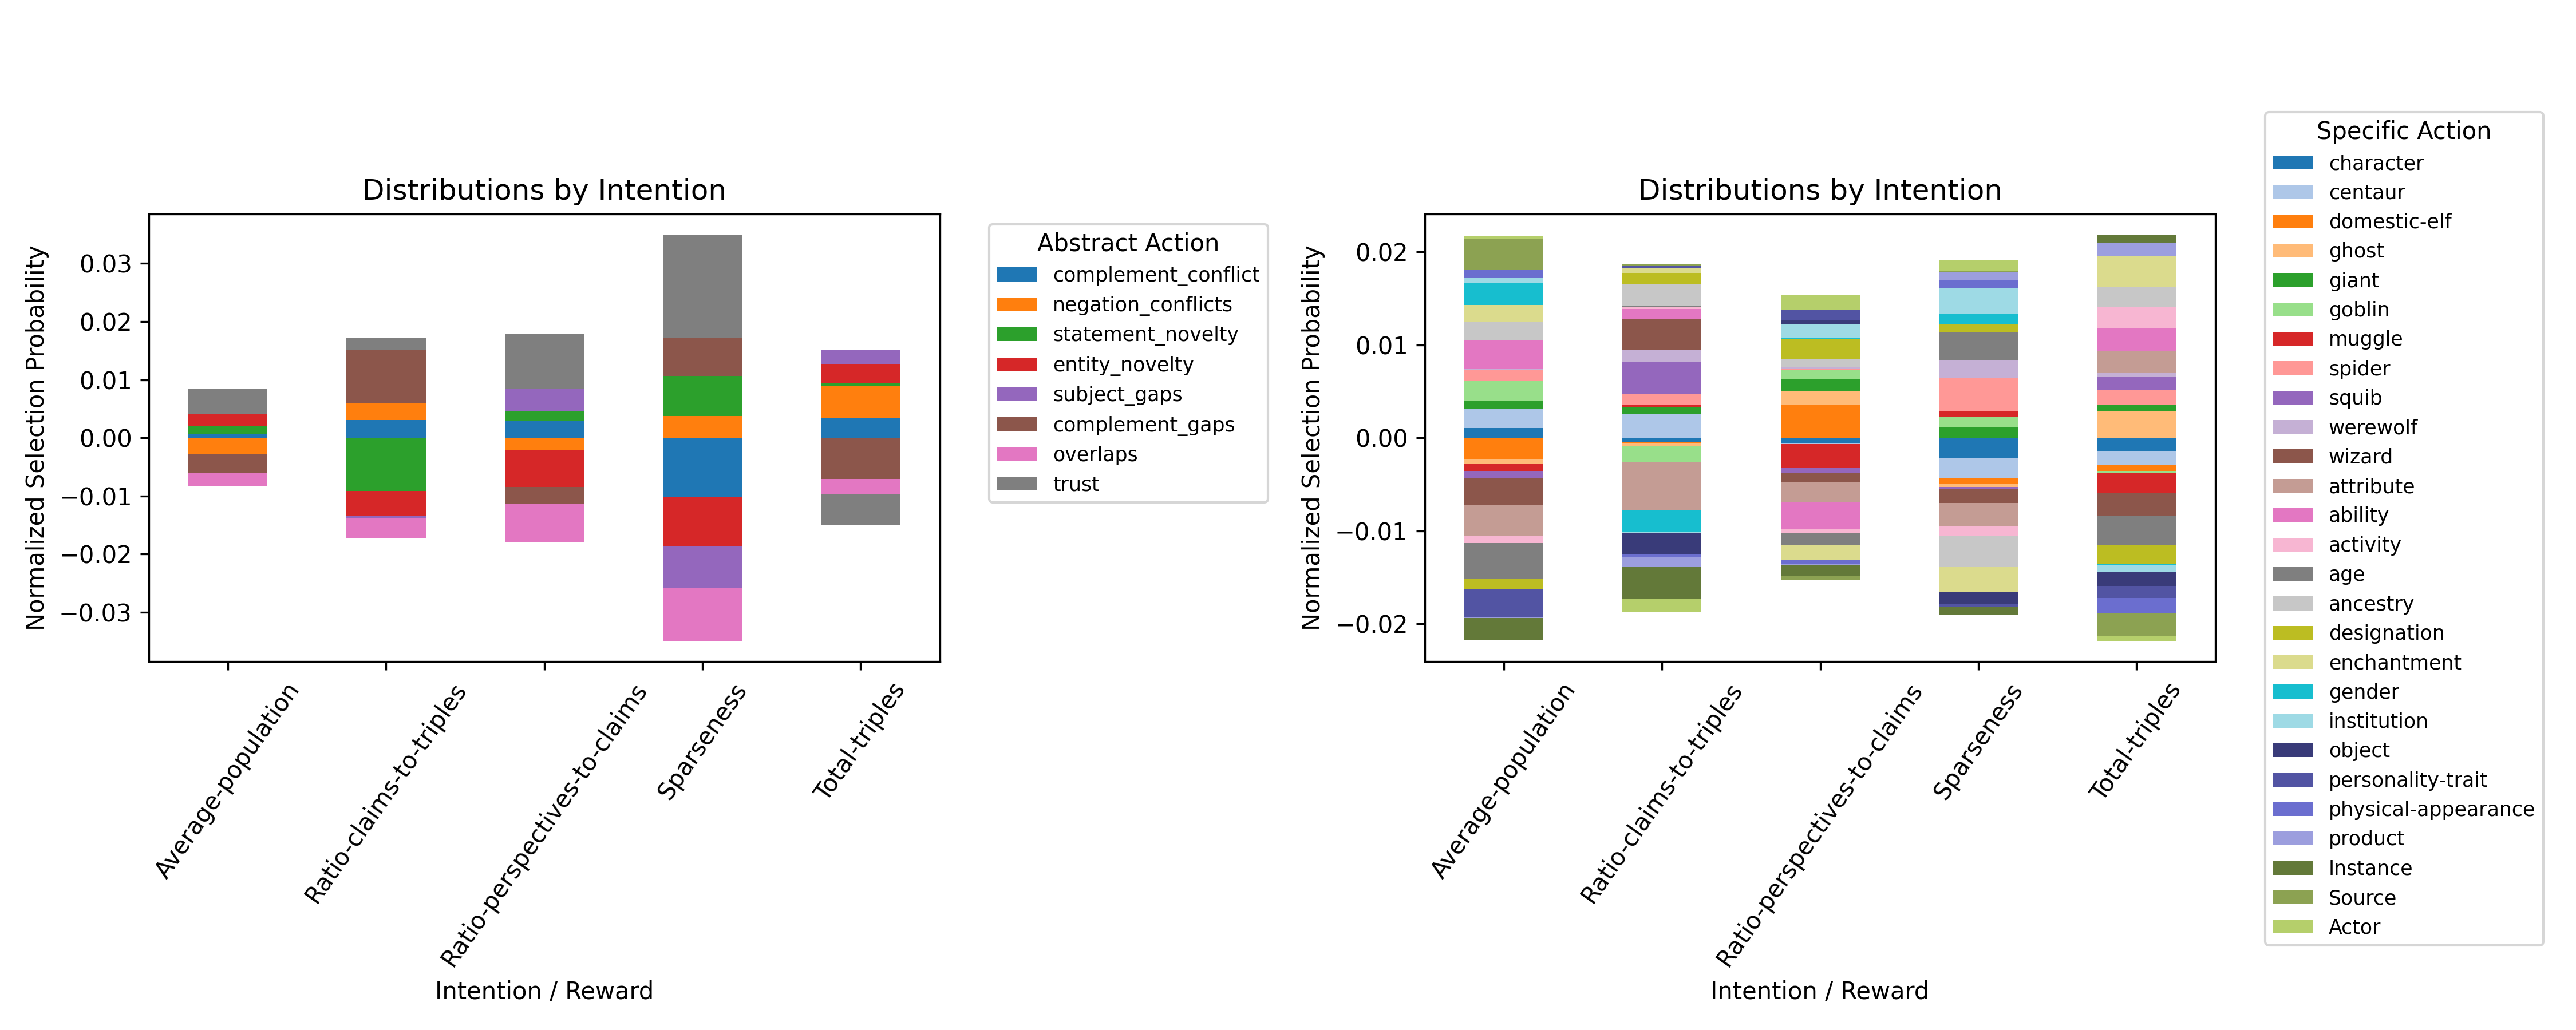 Distributions by Intention
Normalized Selection Probability
0.03
0.02
0.01
0.00
−0.01
−0.02
−0.03
Average-population
Ratio-claims-to-triples
Ratio-perspectives-to-claims
Sparseness
Total-triples
Intention / Reward
Abstract Action
complement_conflict
negation_conflicts
statement_novelty
entity_novelty
subject_gaps
complement_gaps
overlaps
trust
Distributions by Intention
Normalized Selection Probability
0.02
0.01
0.00
−0.01
−0.02
Average-population
Ratio-claims-to-triples
Ratio-perspectives-to-claims
Sparseness
Total-triples
Intention / Reward
Specific Action
character
centaur
domestic-elf
ghost
giant
goblin
muggle
spider
squib
werewolf
wizard
attribute
ability
activity
age
ancestry
designation
enchantment
gender
institution
object
personality-trait
physical-appearance
product
Instance
Source
Actor